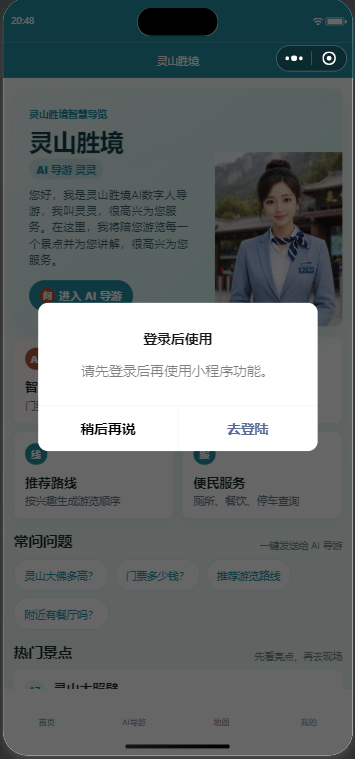 20:48
灵山胜境
灵山胜境智慧导览
灵山胜境
AI 导游 灵灵
您好，我是灵山胜境AI数字人导
游，我叫灵灵，很高兴为您服
务。在这里，我将陪您游览每一
个景点并为您讲解，很高兴为您
服务。
问 进入 AI 导游
登录后使用
请先登录后再使用小程序功能。
稍后再说
去登陆
推荐路线
按兴趣生成游览顺序
便民服务
厕所、餐饮、停车查询
常问问题
一键发送给 AI 导游
灵山大佛多高?
门票多少钱?
推荐游览路线
附近有餐厅吗?
热门景点
先看亮点，再去现场
灵山大照壁
首页
AI导游
地图
我的